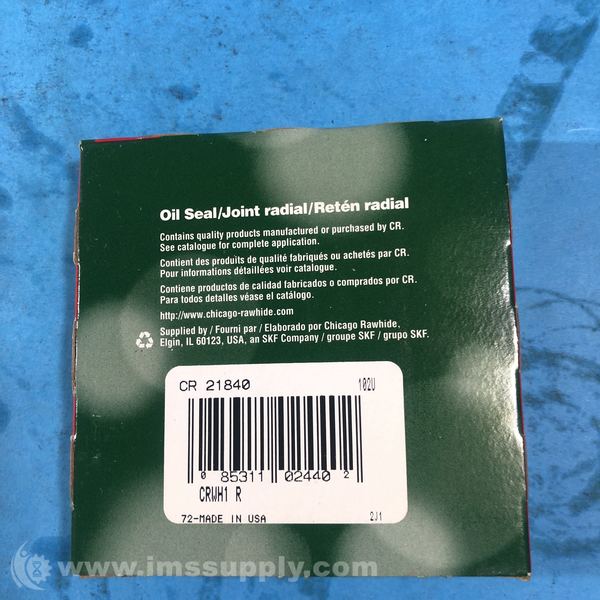 Oil Seal/Joint radial/Retén radial
Contains quality products manufactured or purchased by CR.
See catalogue for complete application.
Contient des produits de qualité fabriqués ou achetés par CR.
Pour informations détaillées voir catalogue.
Contiene productos de calidad fabricados o comprados por CR.
Para todos detalles véase el catálogo.
http://www.chicago-rawhide.com
Supplied by / Fourni par / Elaborado por Chicago Rawhide,
Elgin, IL 60123, USA, an SKF Company / groupe SKF / grupo SKF.
CR 21840 102U
0 85311 02440 2
CRWH1 R
72-MADE IN USA 2J1
www.imssupply.com